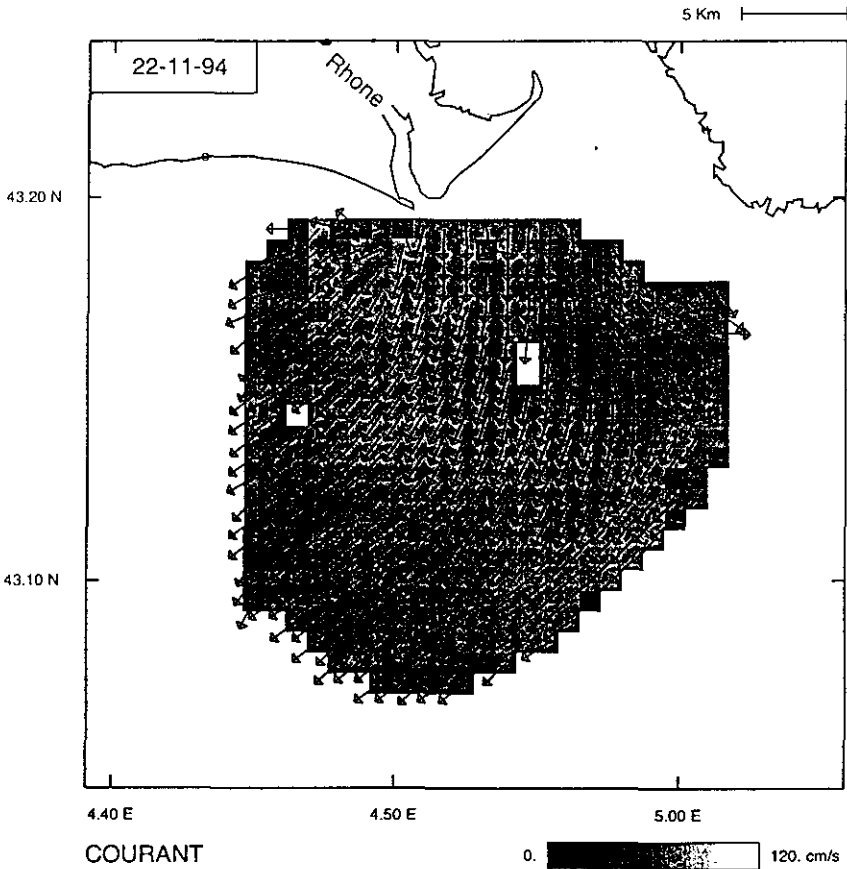 5 Km
22-11-94
Rhone
43.20 N
43.10 N
4.40 E
4.50 E
5.00 E
COURANT
0.
120. cm/s